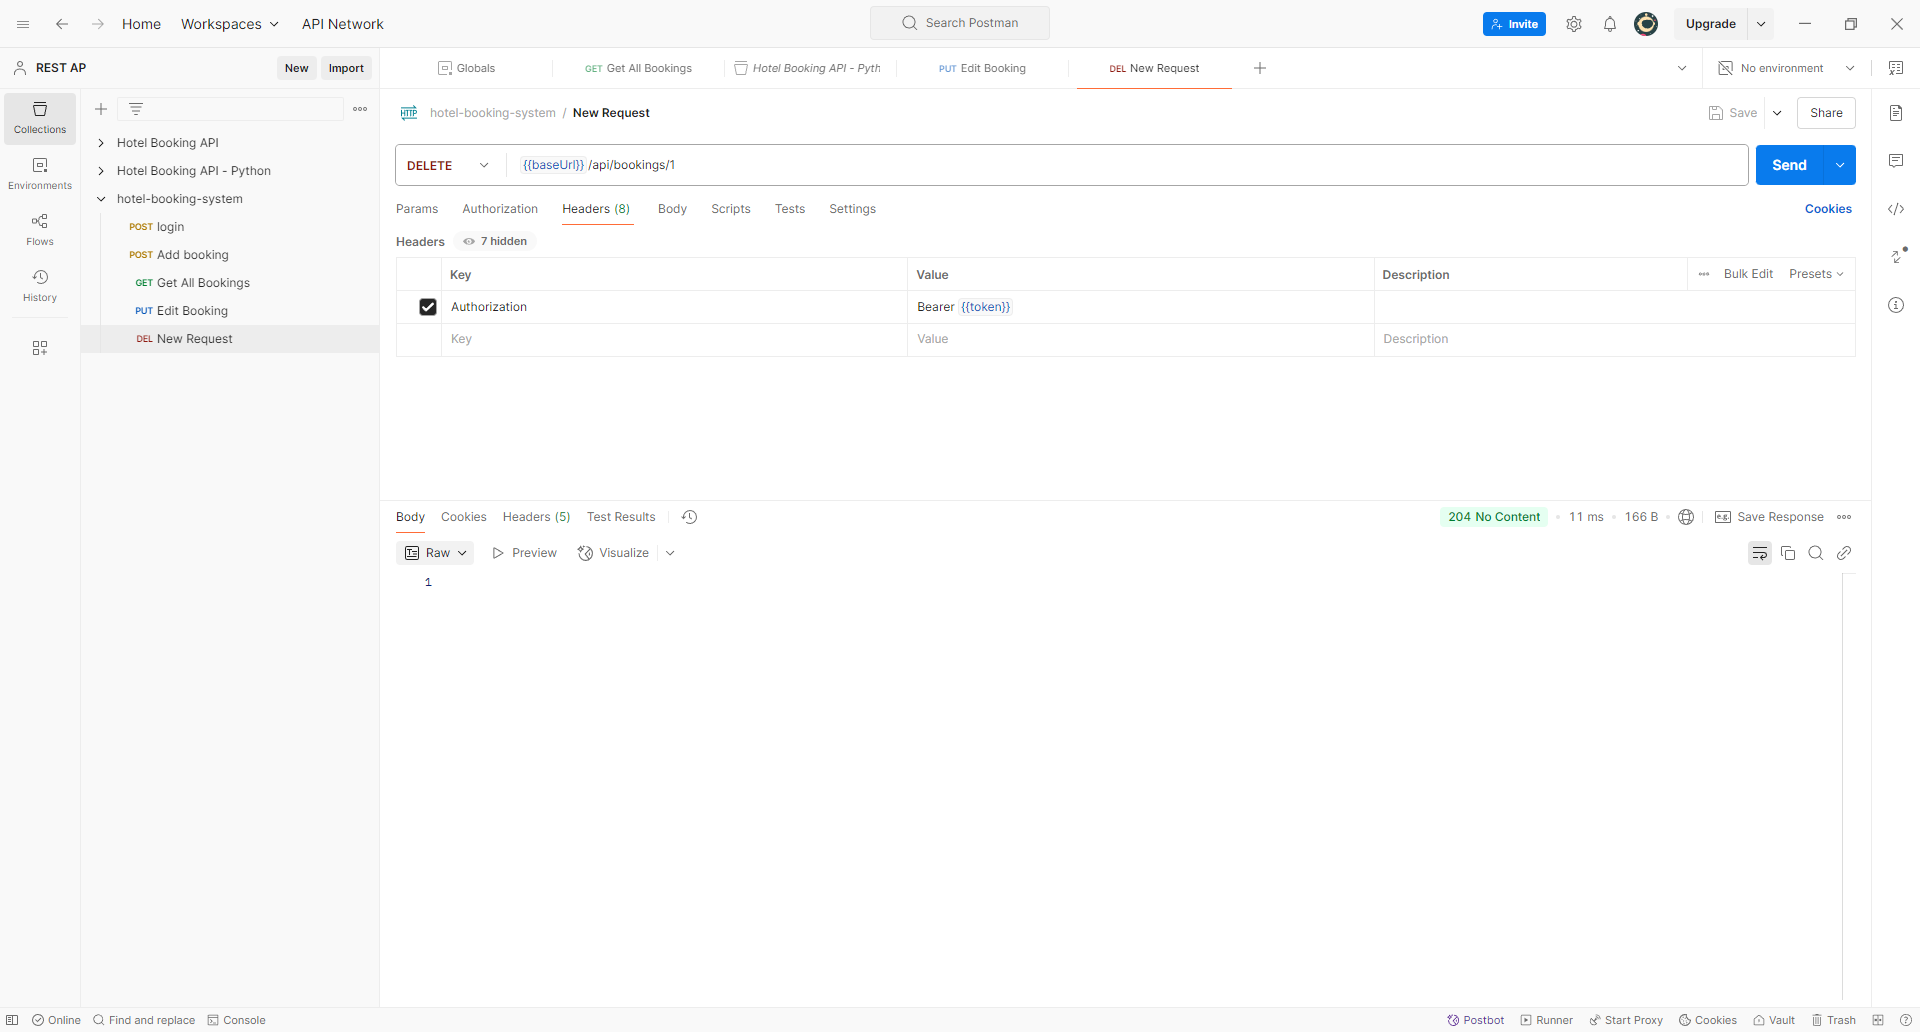 Home Workspaces API Network Search Postman Invite Upgrade
REST AP New Import Globals GET Get All Bookings Hotel Booking API - Pyth PUT Edit Booking DEL New Request No environment
Collections
Environments
Flows
History
Hotel Booking API
Hotel Booking API - Python
hotel-booking-system
POST login
POST Add booking
GET Get All Bookings
PUT Edit Booking
DEL New Request
HTTP hotel-booking-system / New Request Save Share
DELETE {{baseUrl}} /api/bookings/1 Send
Params Authorization Headers (8) Body Scripts Tests Settings Cookies
Headers 7 hidden
Key Value Description Bulk Edit Presets
Authorization Bearer {{token}}
Key Value Description
Body Cookies Headers (5) Test Results 204 No Content 11 ms 166 B e.g. Save Response
Raw Preview Visualize
1
Online Find and replace Console Postbot Runner Start Proxy Cookies Vault Trash